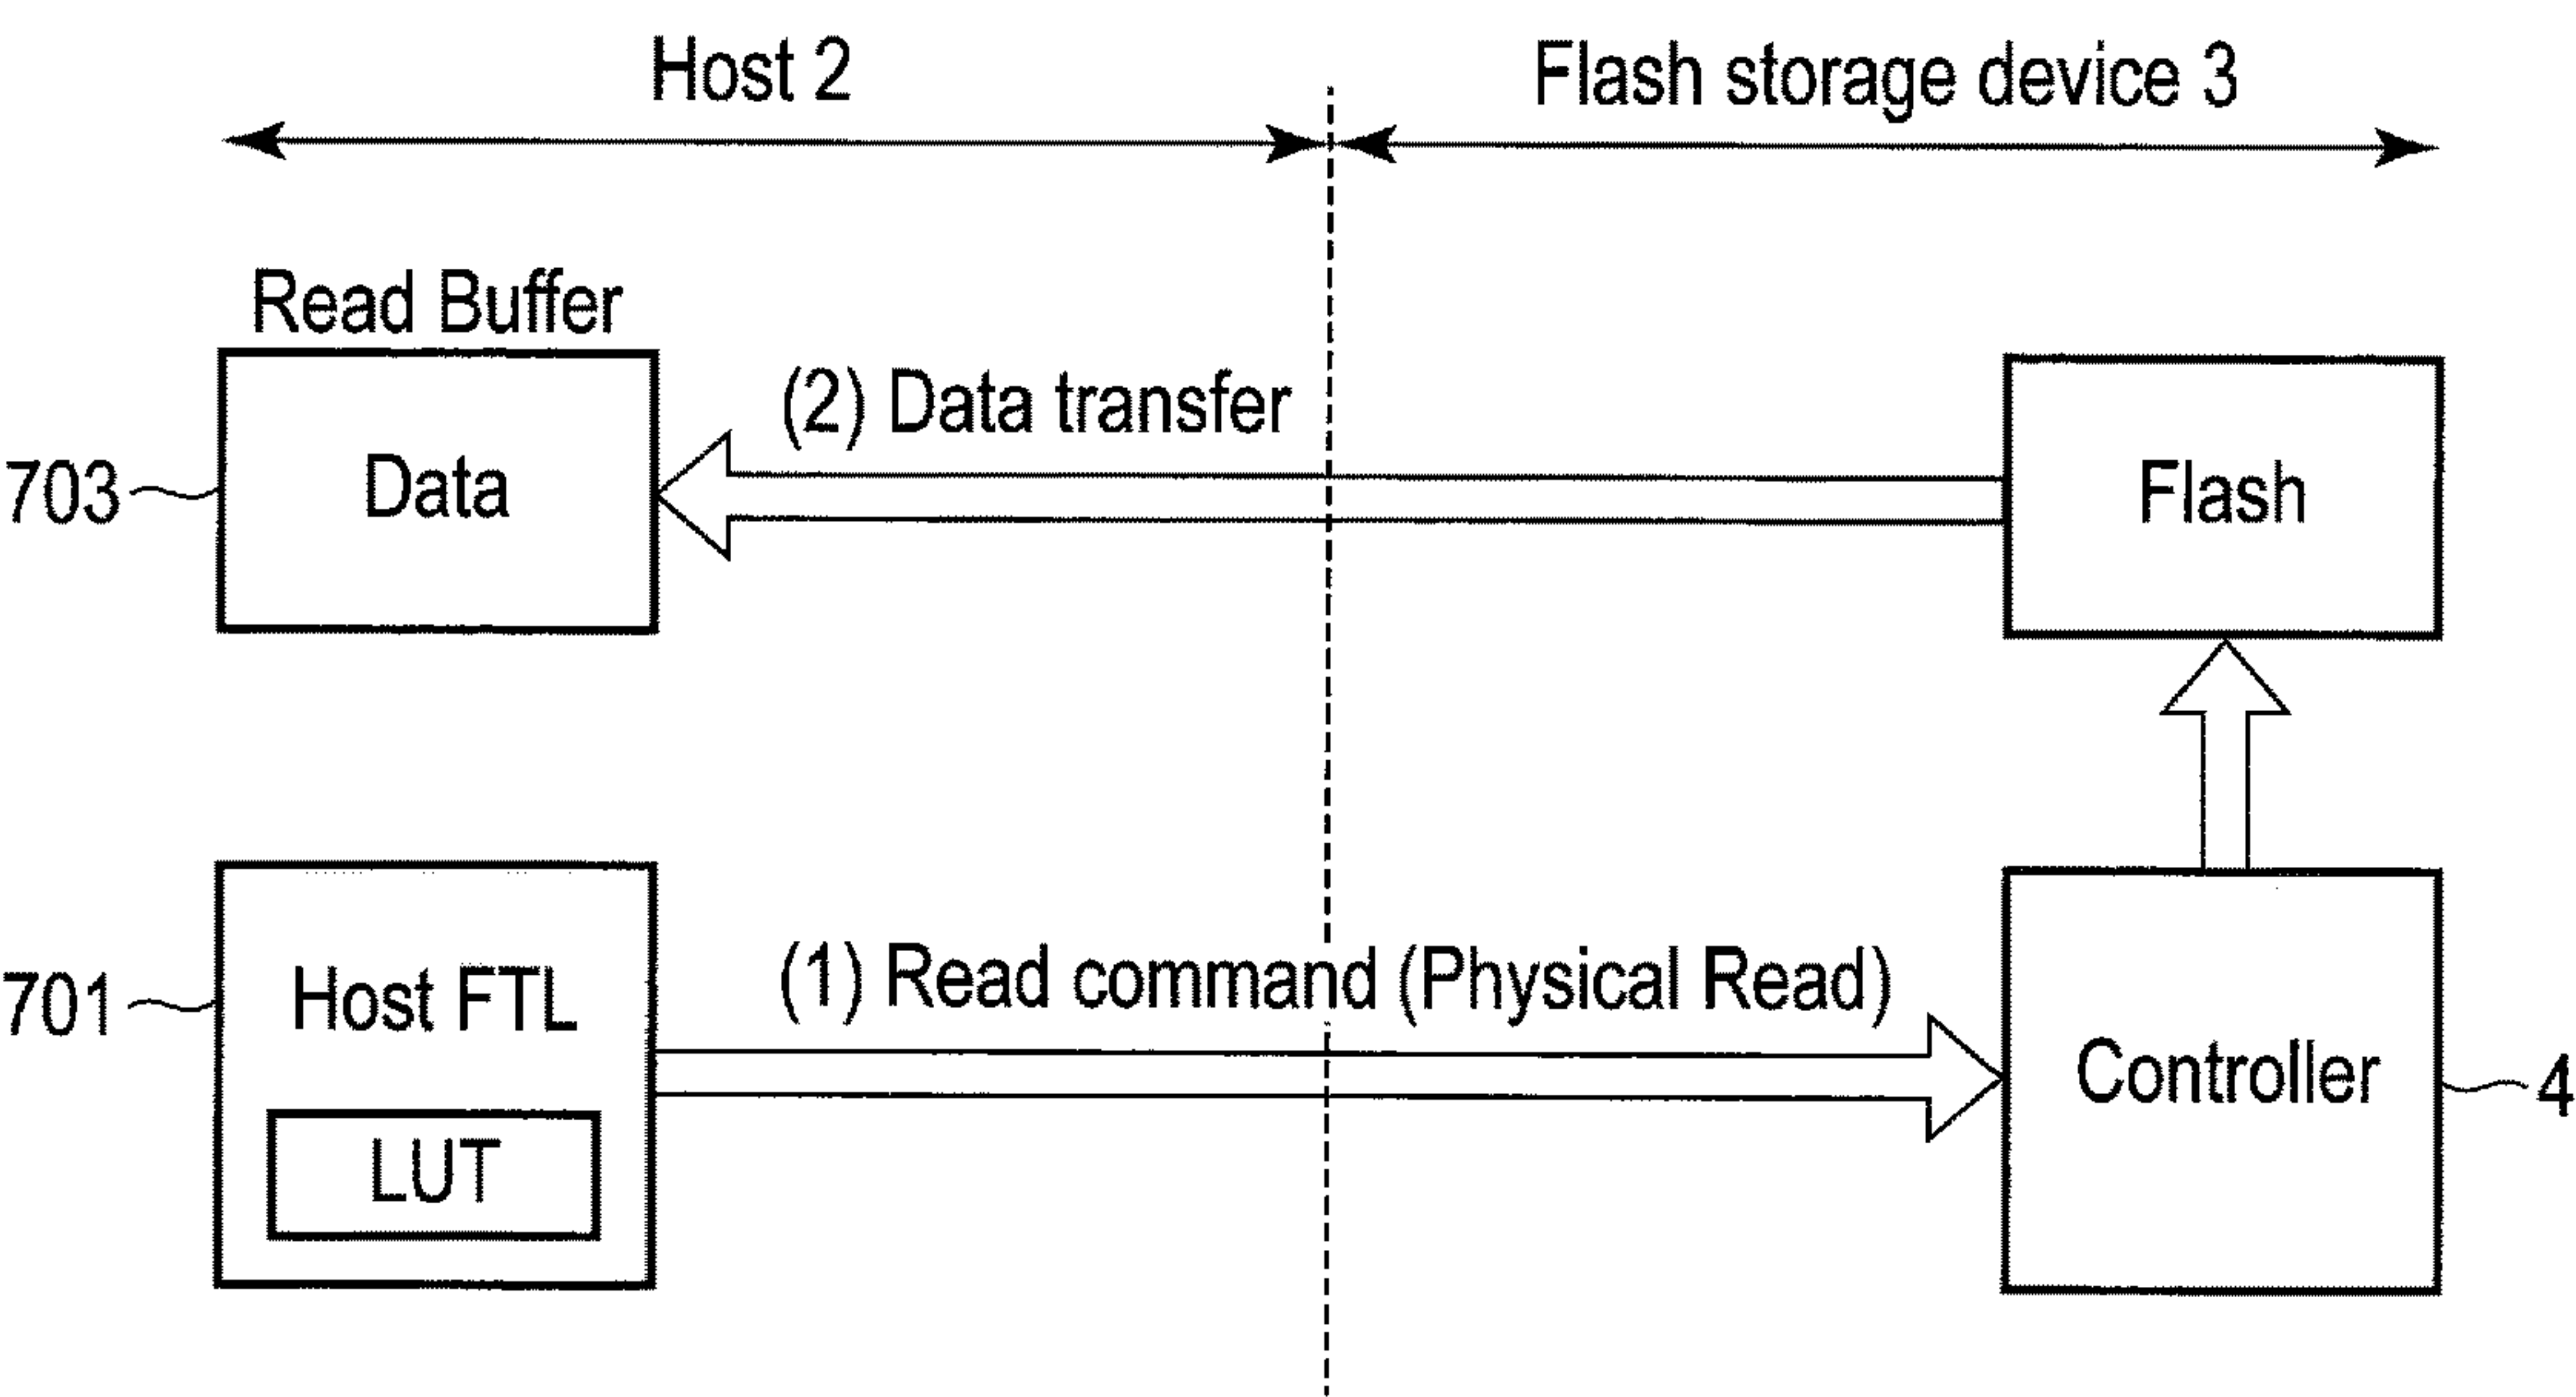 Host 2
Flash storage device 3
Read Buffer
(2) Data transfer
703
Data
Flash
701
Host FTL
(1) Read command (Physical Read)
Controller
4
LUT